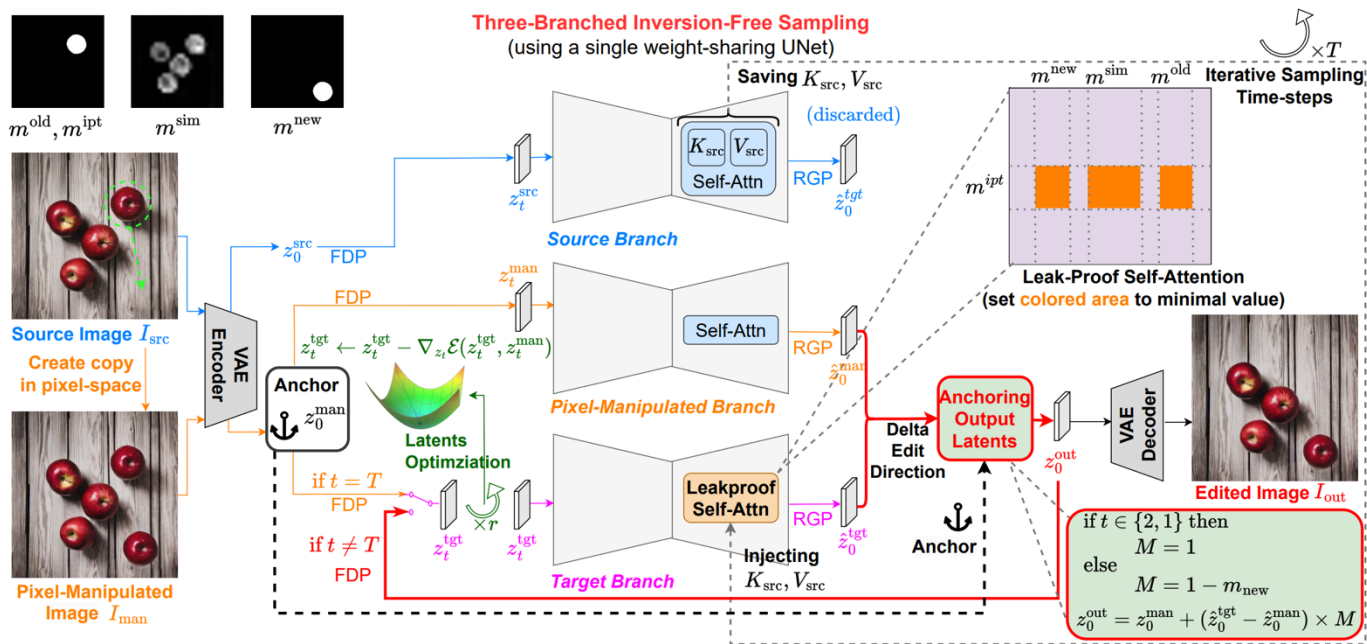 Three-Branched Inversion-Free Sampling
(using a single weight-sharing UNet)
×T
Iterative Sampling
Time-steps
m^old, m^ipt
m^sim
m^new
Saving K_src, V_src
(discarded)
K_src
V_src
Self-Attn
z_t^src
RGP
ẑ_0^tgt
Source Branch
z_0^src
FDP
m^new
m^sim
m^old
m^ipt
Leak-Proof Self-Attention
(set colored area to minimal value)
Source Image I_src
Create copy
in pixel-space
VAE
Encoder
FDP
z_t^man
Self-Attn
RGP
ẑ_0^man
Pixel-Manipulated Branch
z_t^tgt ← z_t^tgt − ∇_{z_t} ℰ(z_t^tgt, z_t^man)
Anchor
z_0^man
Latents
Optimziation
if t = T
FDP
×r
z_t^tgt
z_t^tgt
if t ≠ T
FDP
Leakproof
Self-Attn
RGP
ẑ_0^tgt
Injecting
K_src, V_src
Target Branch
Delta
Edit
Direction
Anchoring
Output
Latents
Anchor
z_0^out
VAE
Decoder
Edited Image I_out
Pixel-Manipulated
Image I_man
if t ∈ {2, 1} then
M = 1
else
M = 1 − m_new
z_0^out = z_0^man + (ẑ_0^tgt − ẑ_0^man) × M